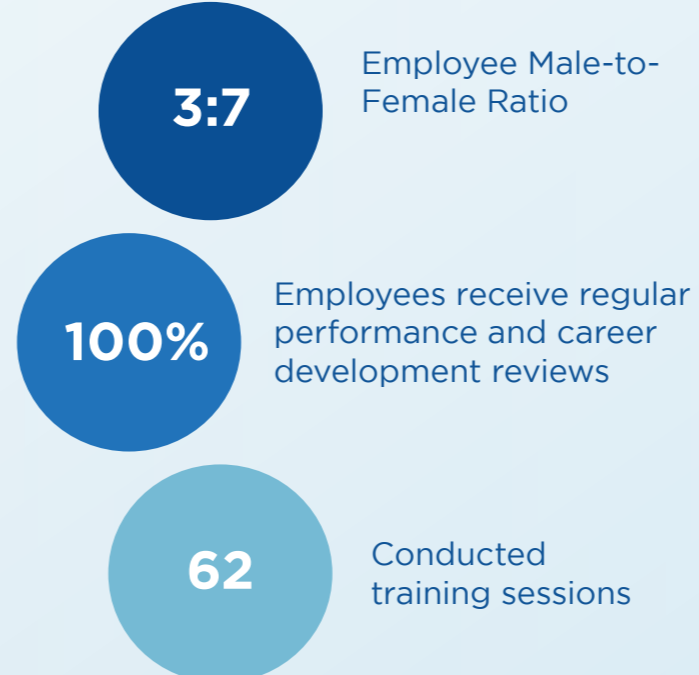 3:7
Employee Male-to-
Female Ratio
100%
Employees receive regular
performance and career
development reviews
62
Conducted
training sessions